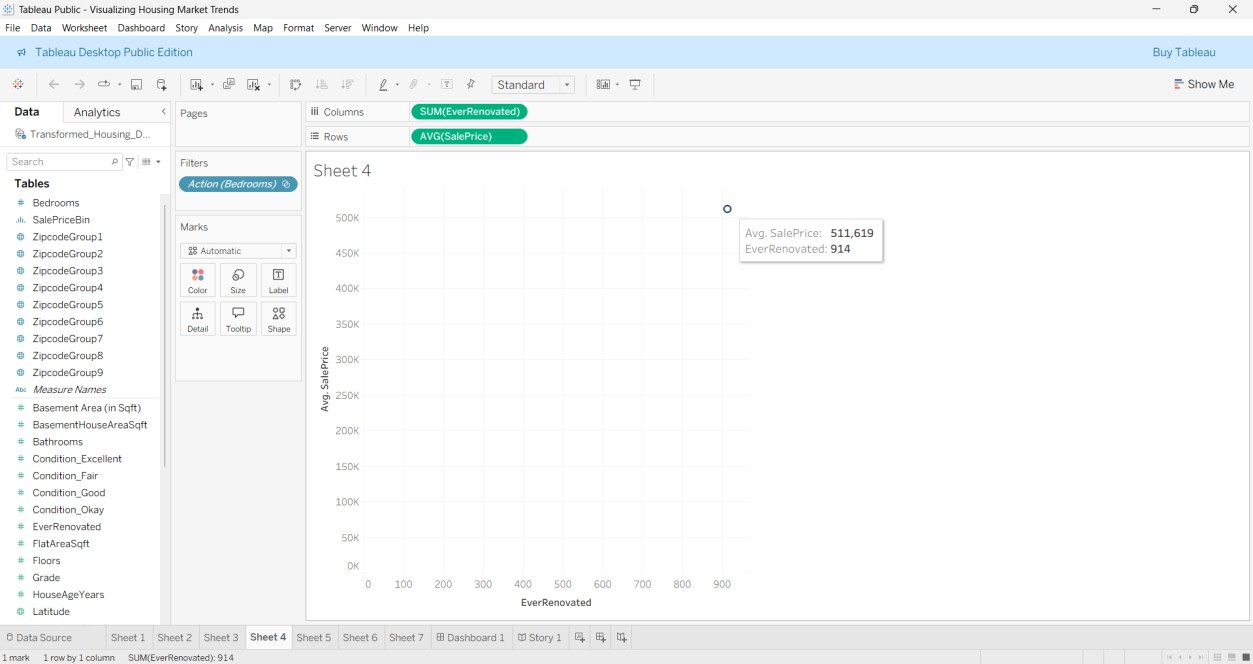 Tableau Public - Visualizing Housing Market Trends
File Data Worksheet Dashboard Story Analysis Map Format Server Window Help
Tableau Desktop Public Edition
Buy Tableau
Standard
Show Me
Data Analytics
Transformed_Housing_D...
Search
Tables
Bedrooms
SalePriceBin
ZipcodeGroup1
ZipcodeGroup2
ZipcodeGroup3
ZipcodeGroup4
ZipcodeGroup5
ZipcodeGroup6
ZipcodeGroup7
ZipcodeGroup8
ZipcodeGroup9
Abc Measure Names
Basement Area (in Sqft)
BasementHouseAreaSqft
Bathrooms
Condition_Excellent
Condition_Fair
Condition_Good
Condition_Okay
EverRenovated
FlatAreaSqft
Floors
Grade
HouseAgeYears
Latitude
Pages
Filters
Action (Bedrooms)
Marks
Automatic
Color Size Label
Detail Tooltip Shape
Columns SUM(EverRenovated)
Rows AVG(SalePrice)
Sheet 4
Avg. SalePrice
500K
450K
400K
350K
300K
250K
200K
150K
100K
50K
0K
0 100 200 300 400 500 600 700 800 900
EverRenovated
Avg. SalePrice: 511,619
EverRenovated: 914
Data Source Sheet 1 Sheet 2 Sheet 3 Sheet 4 Sheet 5 Sheet 6 Sheet 7 Dashboard 1 Story 1
1 mark 1 row by 1 column SUM(EverRenovated): 914